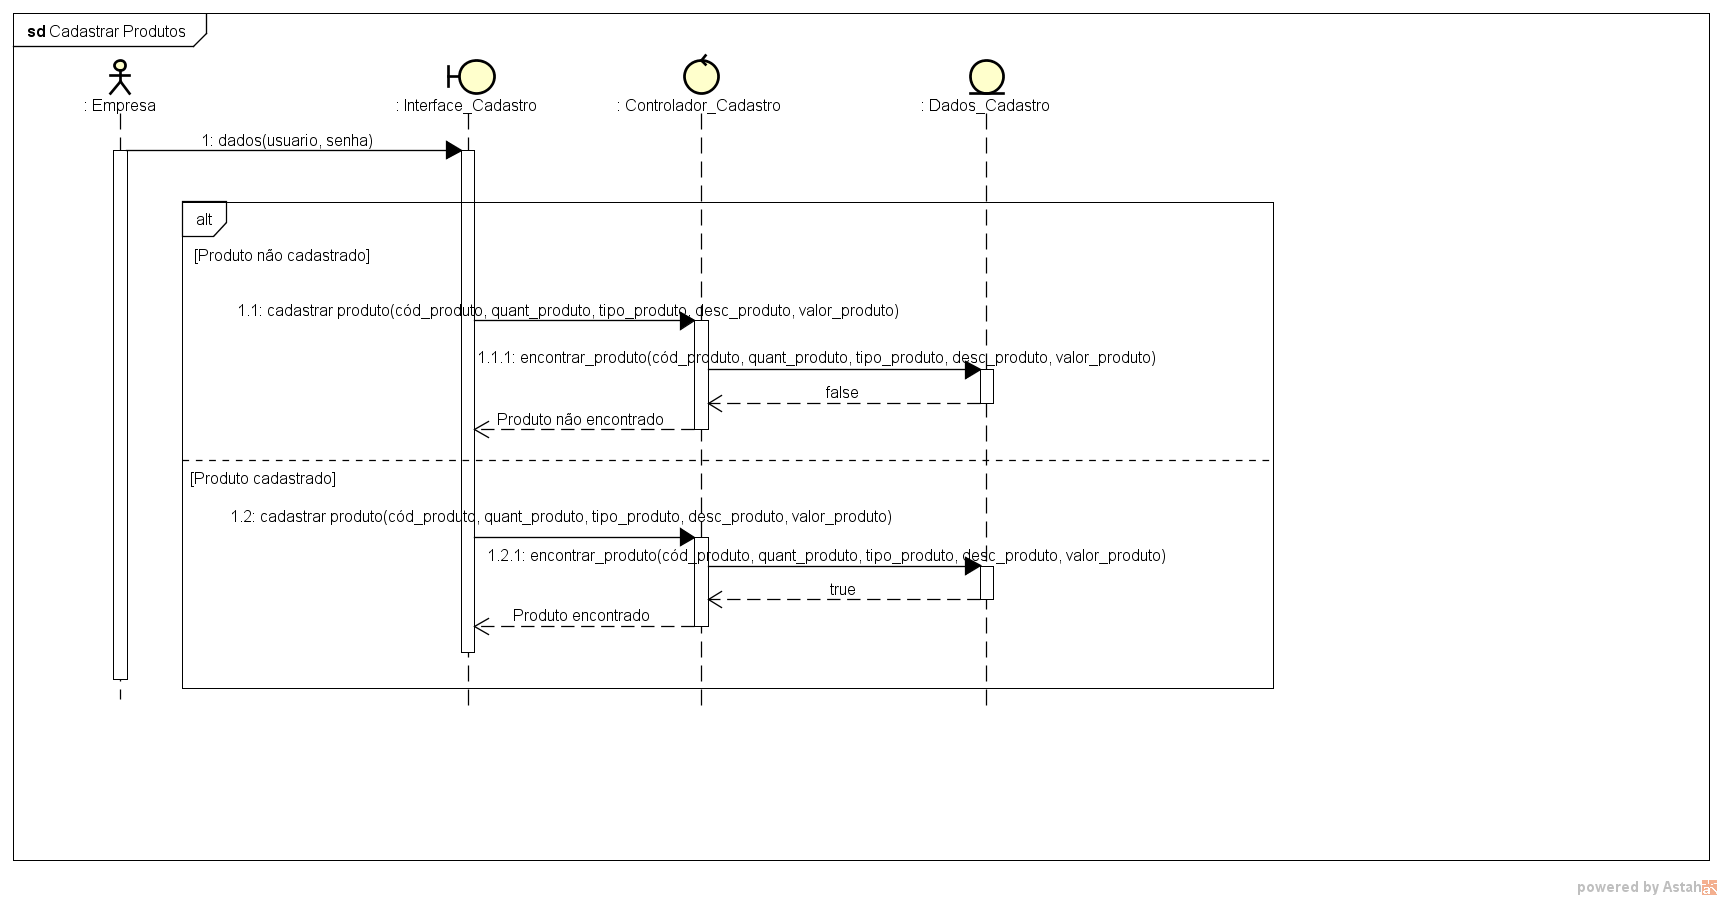 sd Cadastrar Produtos
: Empresa
: Interface_Cadastro
: Controlador_Cadastro
: Dados_Cadastro
1: dados(usuario, senha)
alt
[Produto não cadastrado]
1.1: cadastrar produto(cód_produto, quant_produto, tipo_produto, desc_produto, valor_produto)
1.1.1: encontrar_produto(cód_produto, quant_produto, tipo_produto, desc_produto, valor_produto)
false
Produto não encontrado
[Produto cadastrado]
1.2: cadastrar produto(cód_produto, quant_produto, tipo_produto, desc_produto, valor_produto)
1.2.1: encontrar_produto(cód_produto, quant_produto, tipo_produto, desc_produto, valor_produto)
true
Produto encontrado
powered by Astah